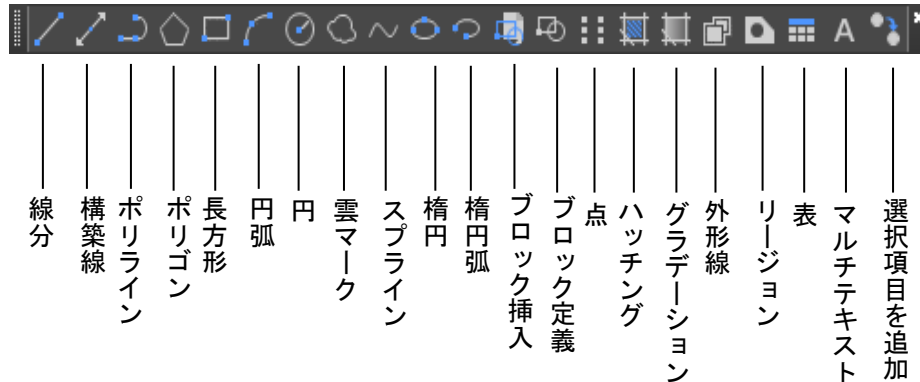 線分
構築線
ポリライン
ポリゴン
長方形
円弧
円
雲マーク
スプライン
楕円
楕円弧
ブロック挿入
ブロック定義
点
ハッチング
グラデーション
外形線
リージョン
表
マルチテキスト
選択項目を追加